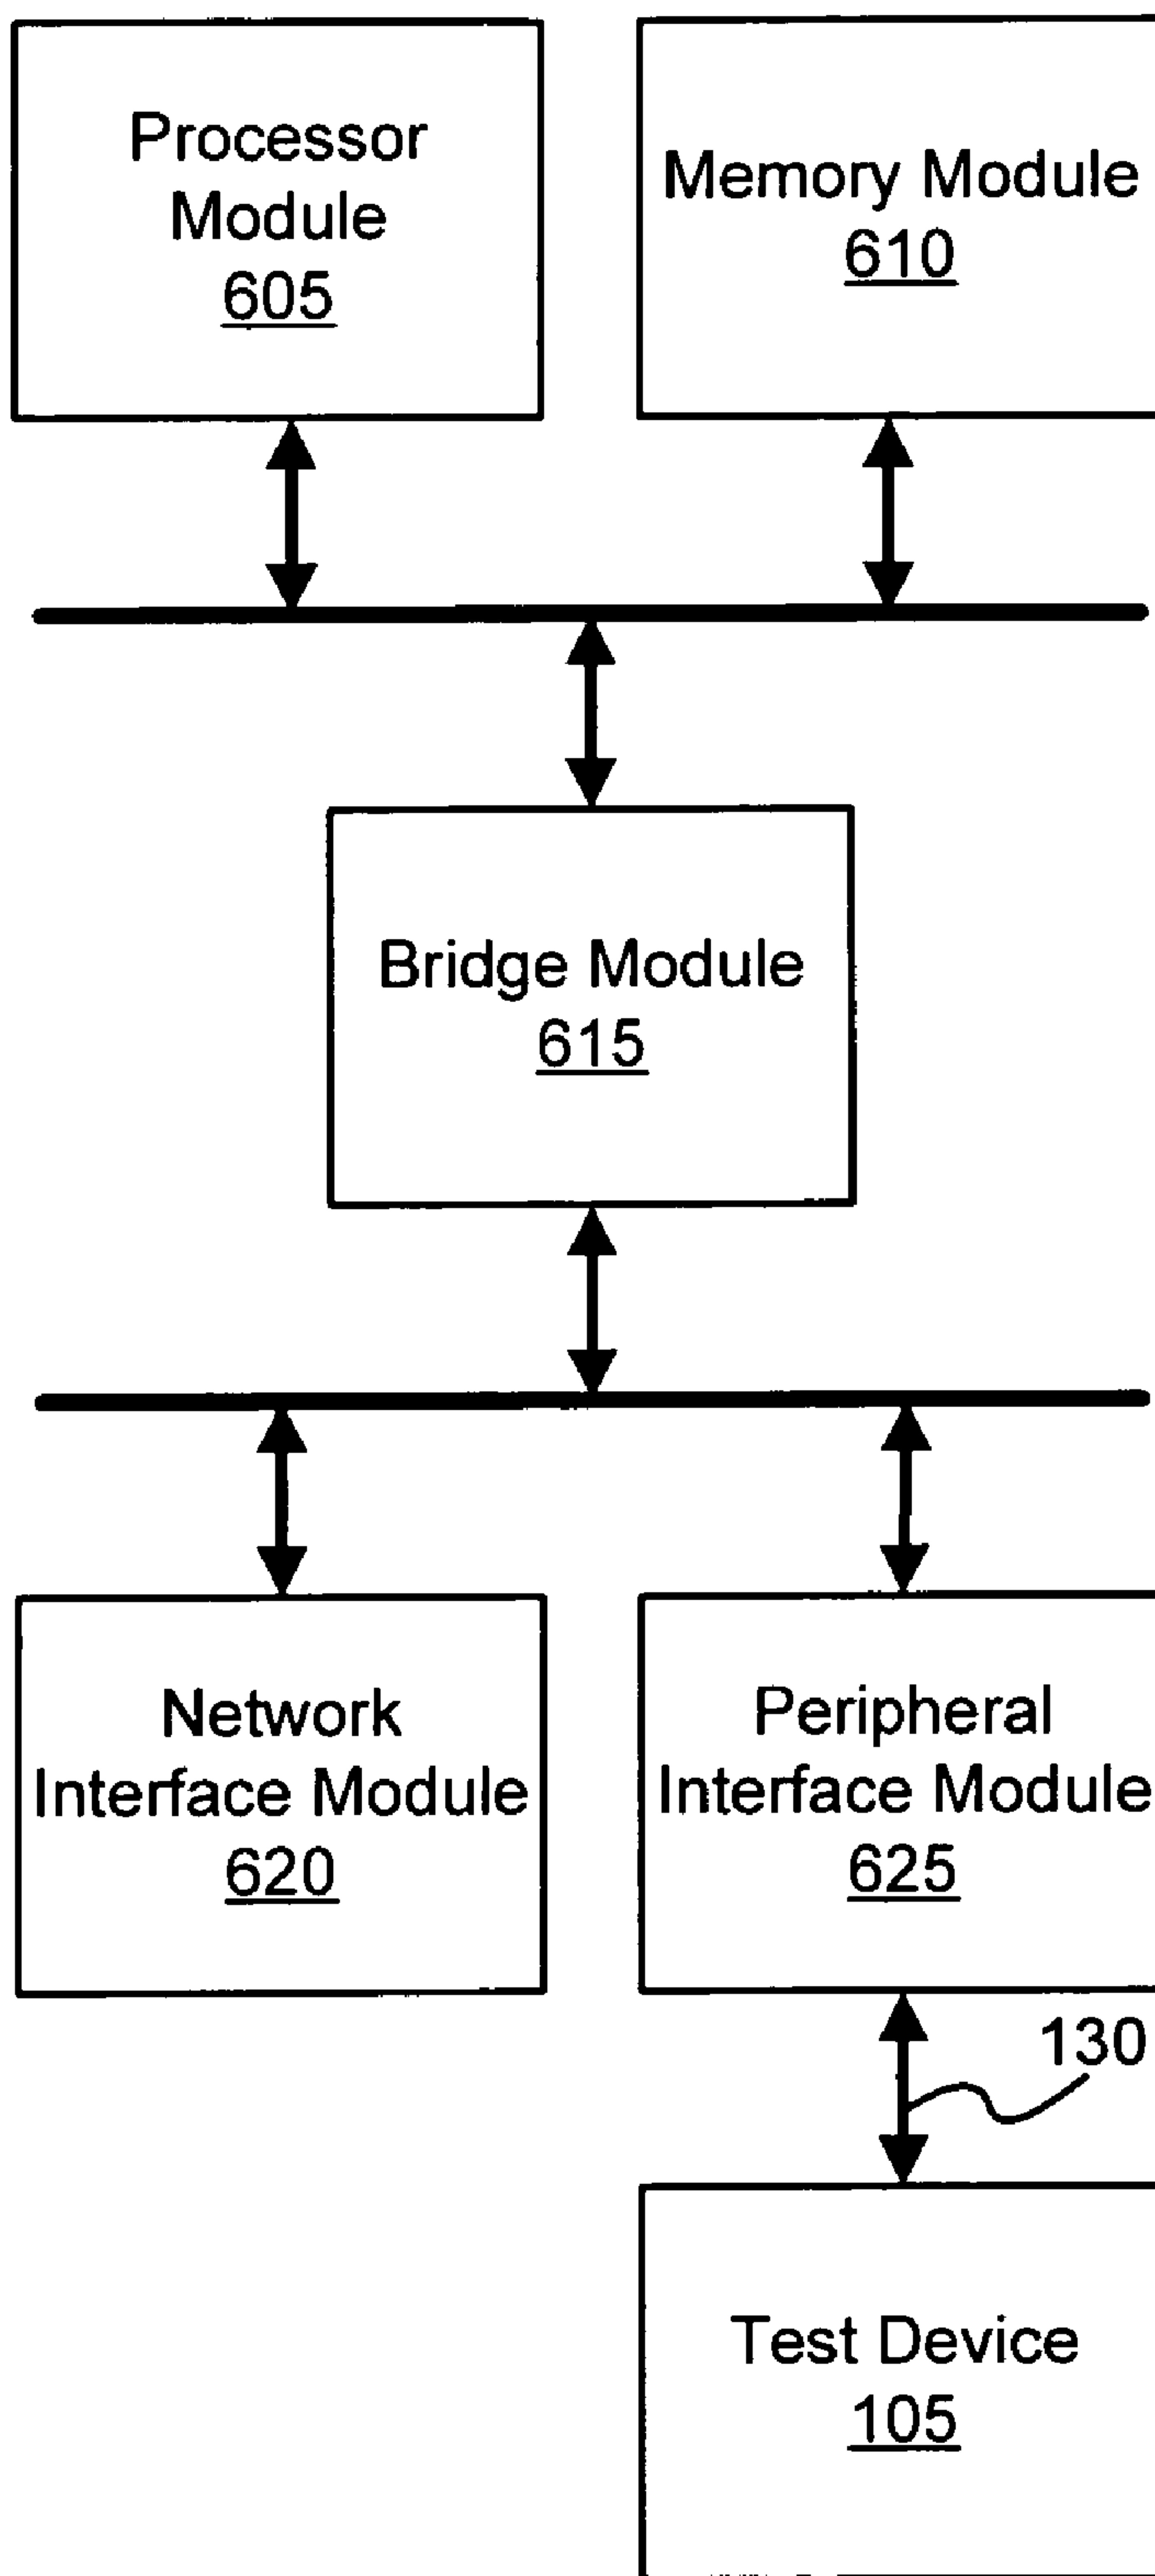 Processor
Module
605
Memory Module
610
Bridge Module
615
Network
Interface Module
620
Peripheral
Interface Module
625
130
Test Device
105